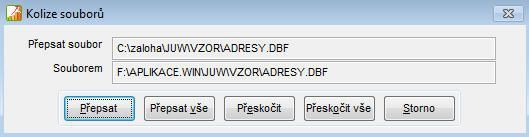 Kolize souborů
Přepsat soubor C:\zaloha\JUW\VZOR\ADRESY.DBF
Souborem F:\APLIKACE.WIN\JUW\VZOR\ADRESY.DBF
Přepsat Přepsat vše Přeskočit Přeskočit vše Storno